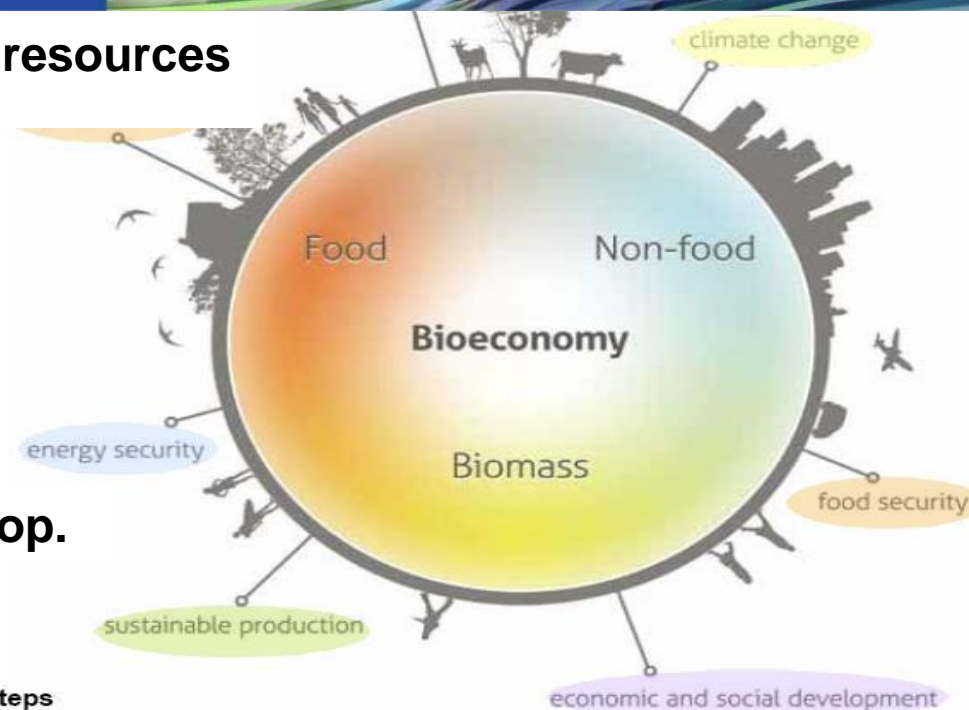 resources
climate change
Food
Non-food
Bioeconomy
energy security
Biomass
food security
op.
sustainable production
teps
economic and social development